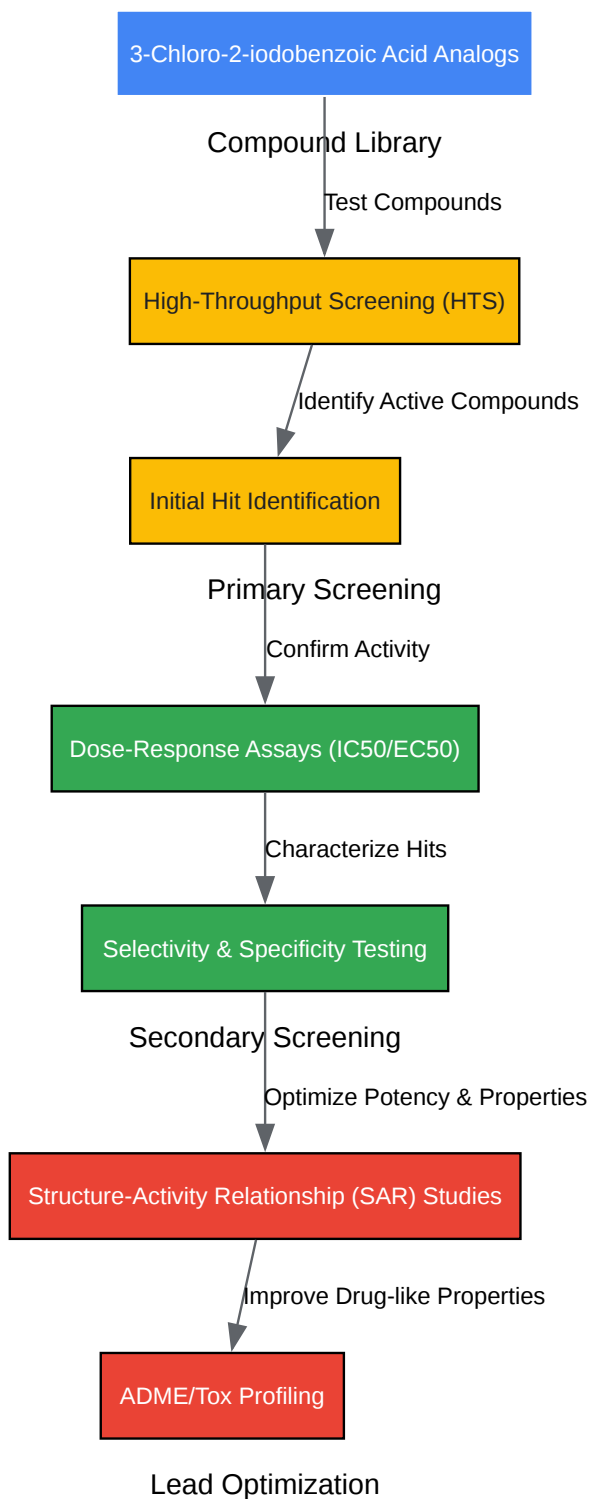 3-Chloro-2-iodobenzoic Acid Analogs
Compound Library
Test Compounds
High-Throughput Screening (HTS)
Identify Active Compounds
Initial Hit Identification
Primary Screening
Confirm Activity
Dose-Response Assays (IC50/EC50)
Characterize Hits
Selectivity & Specificity Testing
Secondary Screening
Optimize Potency & Properties
Structure-Activity Relationship (SAR) Studies
Improve Drug-like Properties
ADME/Tox Profiling
Lead Optimization